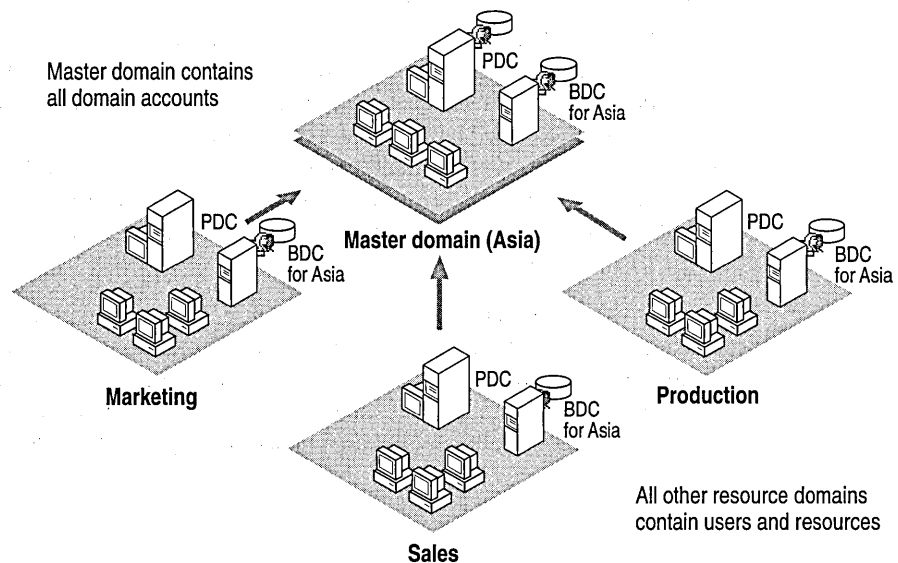 Master domain contains
all domain accounts
PDC
BDC
for Asia
Master domain (Asia)
PDC
BDC
for Asia
Marketing
PDC
BDC
for Asia
Production
PDC
BDC
for Asia
Sales
All other resource domains
contain users and resources